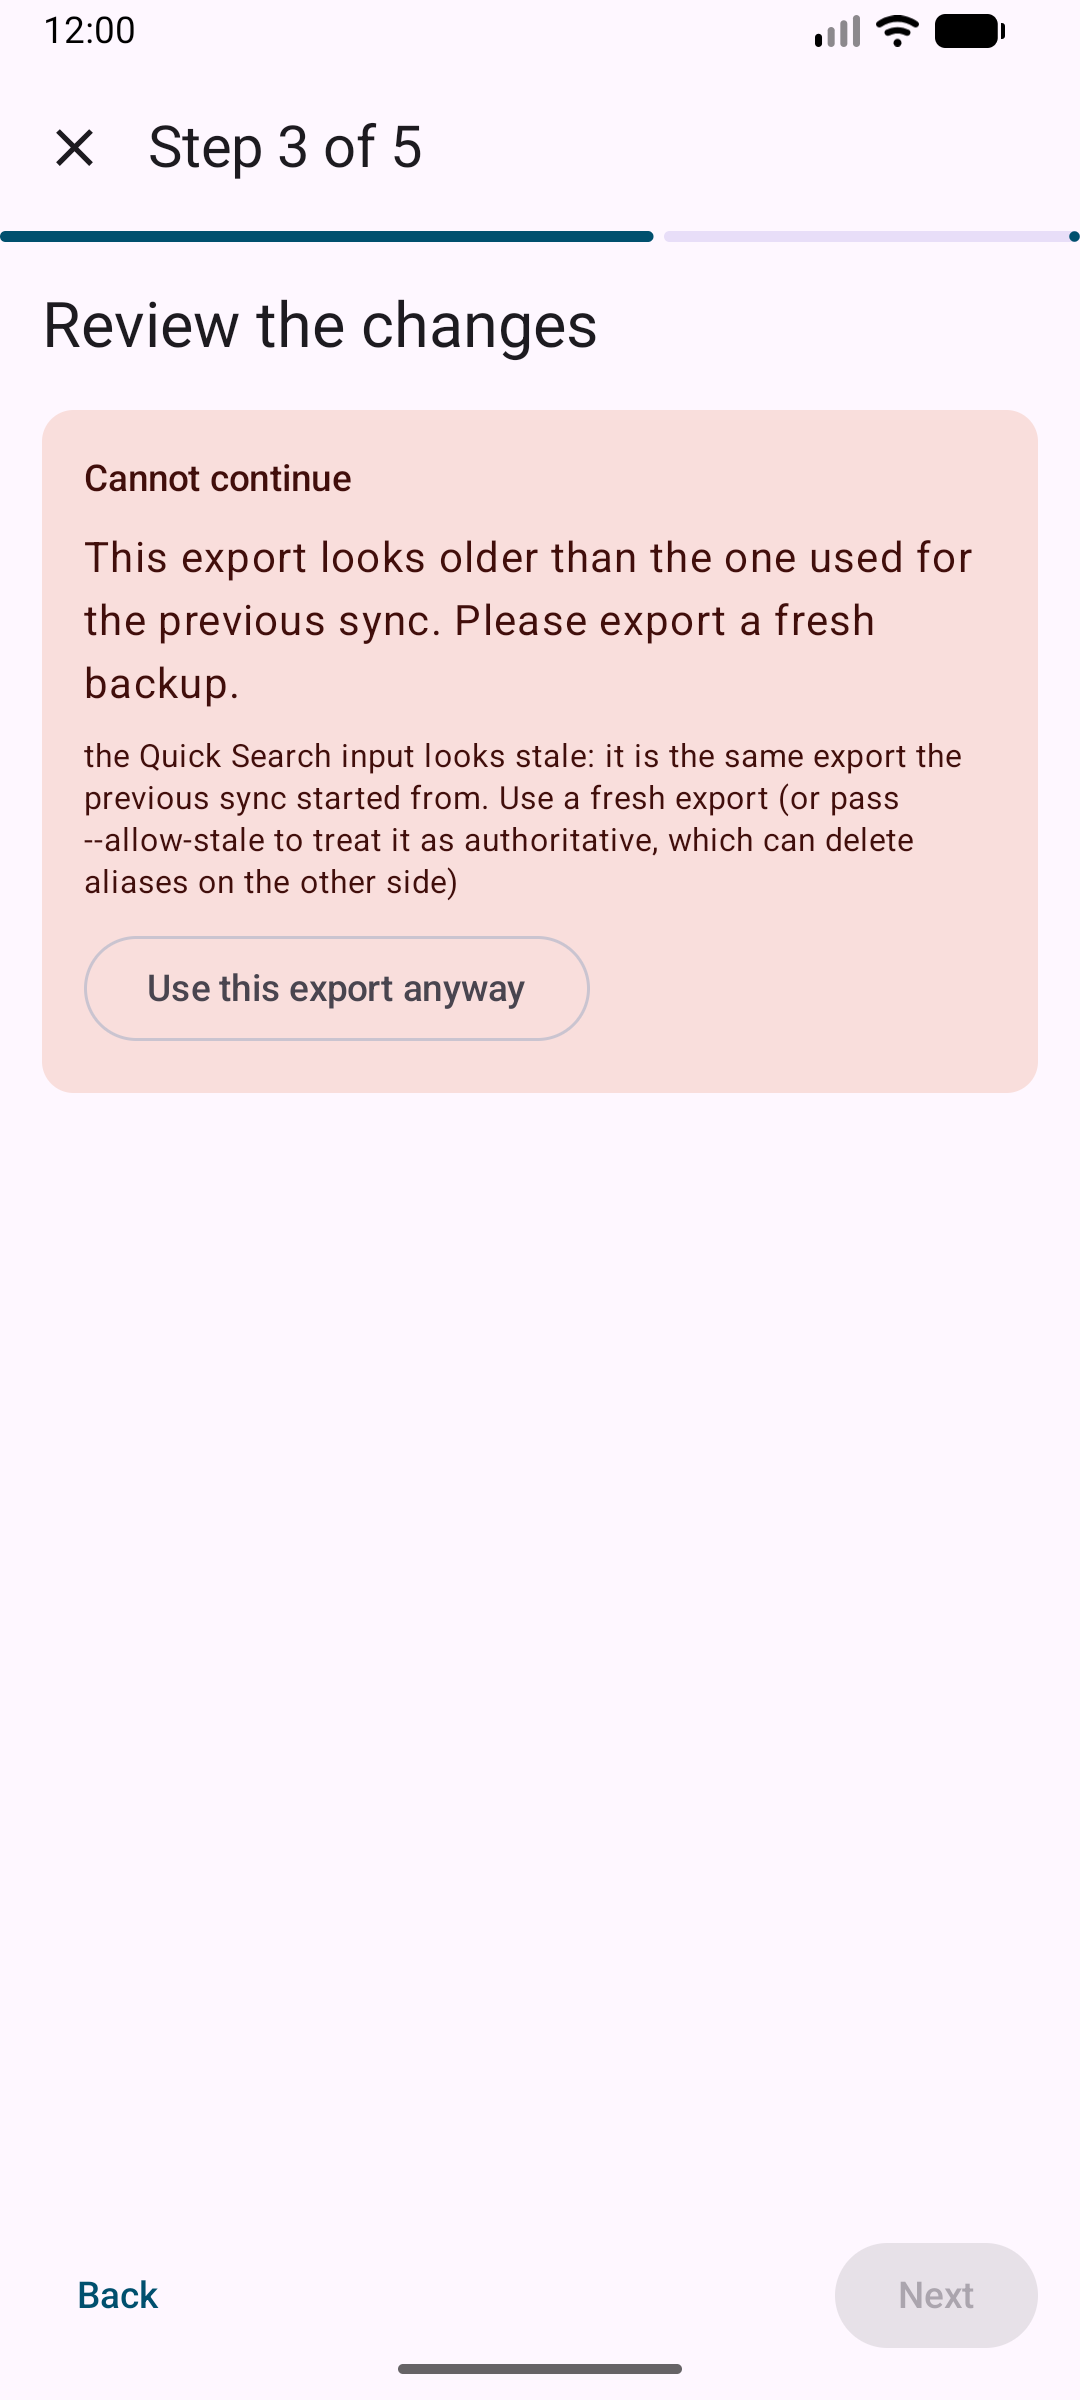 12:00
Step 3 of 5
Review the changes
Cannot continue
This export looks older than the one used for
the previous sync. Please export a fresh
backup.
the Quick Search input looks stale: it is the same export the
previous sync started from. Use a fresh export (or pass
--allow-stale to treat it as authoritative, which can delete
aliases on the other side)
Use this export anyway
Back
Next